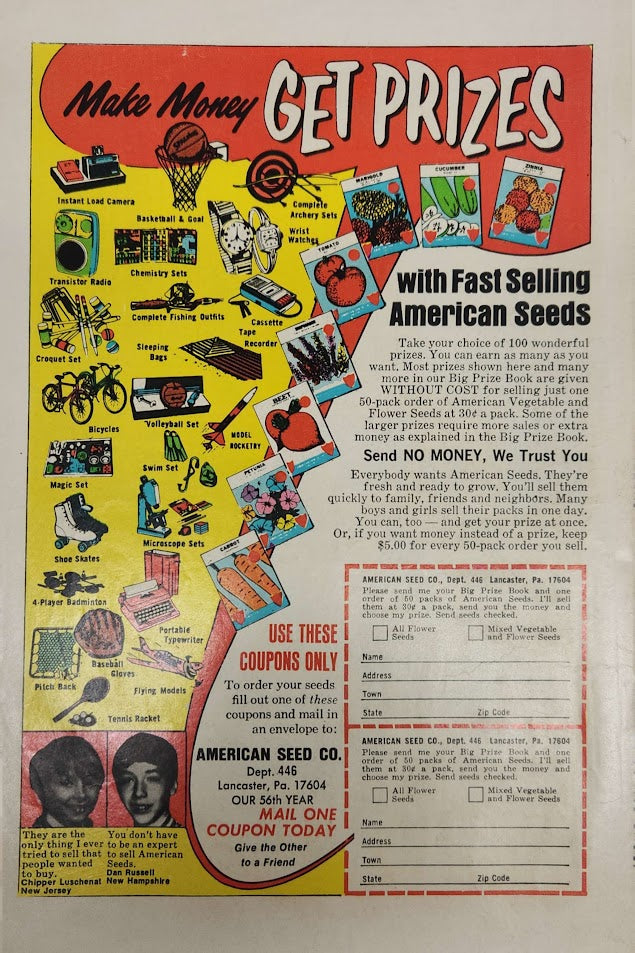 Make Money GET PRIZES
Instant Load Camera
Basketball & Goal
Complete
Archery Sets
Wrist
Watches
Transistor Radio
Chemistry Sets
Complete Fishing Outfits
Cassette
Tape
Recorder
Croquet Set
Sleeping
Bags
Bicycles
Volleyball Set
MODEL
ROCKETRY
Magic Set
Swim Set
Shoe Skates
Microscope Sets
4-Player Badminton
Portable
Typewriter
Baseball
Gloves
Pitch Back
Flying Models
Tennis Racket
MARIGOLD
CUCUMBER
ZINNIA
TOMATO
BEET
PETUNIA
CARROT
with Fast Selling
American Seeds
Take your choice of 100 wonderful
prizes. You can earn as many as you
want. Most prizes shown here and many
more in our Big Prize Book are given
WITHOUT COST for selling just one
50-pack order of American Vegetable and
Flower Seeds at 30¢ a pack. Some of the
larger prizes require more sales or extra
money as explained in the Big Prize Book.
Send NO MONEY, We Trust You
Everybody wants American Seeds. They're
fresh and ready to grow. You'll sell them
quickly to family, friends and neighbors. Many
boys and girls sell their packs in one day.
You can, too — and get your prize at once.
Or, if you want money instead of a prize, keep
$5.00 for every 50-pack order you sell.
USE THESE
COUPONS ONLY
To order your seeds
fill out one of these
coupons and mail in
an envelope to:
AMERICAN SEED CO.
Dept. 446
Lancaster, Pa. 17604
OUR 56th YEAR
MAIL ONE
COUPON TODAY
Give the Other
to a Friend
AMERICAN SEED CO., Dept. 446 Lancaster, Pa. 17604
Please send me your Big Prize Book and one
order of 50 packs of American Seeds. I'll sell
them at 30¢ a pack, send you the money and
choose my prize. Send seeds checked.
All Flower
Seeds
Mixed Vegetable
and Flower Seeds
Name
Address
Town
State Zip Code
AMERICAN SEED CO., Dept. 446 Lancaster, Pa. 17604
Please send me your Big Prize Book and one
order of 50 packs of American Seeds. I'll sell
them at 30¢ a pack, send you the money and
choose my prize. Send seeds checked.
All Flower
Seeds
Mixed Vegetable
and Flower Seeds
Name
Address
Town
State Zip Code
They are the
only thing I ever
tried to sell that
people wanted
to buy.
Chipper Luschenat
New Jersey
You don't have
to be an expert
to sell American
Seeds.
Dan Russell
New Hampshire